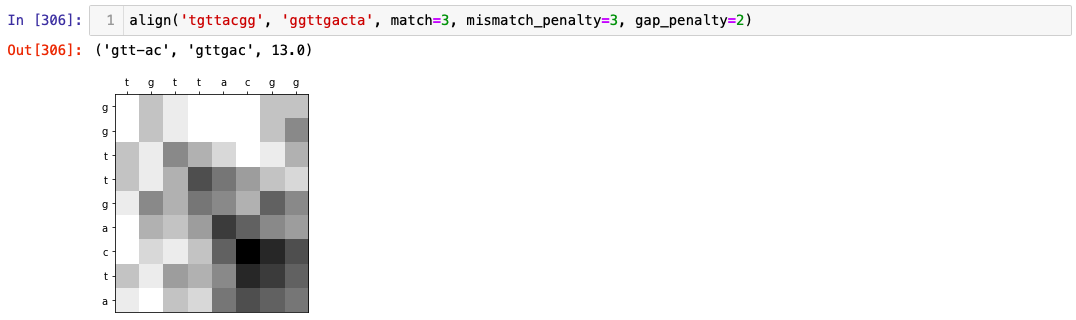 In [306]: 1 align('tgttacgg', 'ggttgacta', match=3, mismatch_penalty=3, gap_penalty=2)
Out[306]: ('gtt-ac', 'gttgac', 13.0)
t g t t a c g g
g
g
t
t
g
a
c
t
a